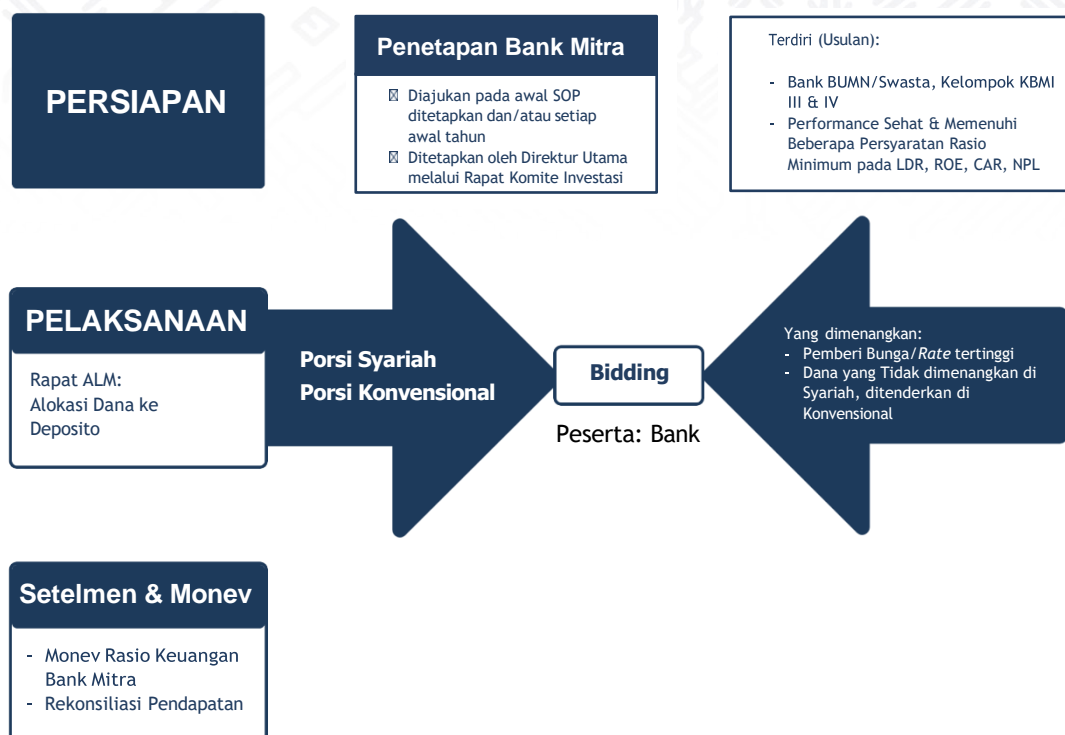 PERSIAPAN
Penetapan Bank Mitra
Diajukan pada awal SOP
ditetapkan dan/atau setiap
awal tahun
Ditetapkan oleh Direktur Utama
melalui Rapat Komite Investasi
Terdiri (Usulan):
- Bank BUMN/Swasta, Kelompok KBMI
III & IV
- Performance Sehat & Memenuhi
Beberapa Persyaratan Rasio
Minimum pada LDR, ROE, CAR, NPL
PELAKSANAAN
Rapat ALM:
Alokasi Dana ke
Deposito
Porsi Syariah
Porsi Konvensional
Bidding
Peserta: Bank
Yang dimenangkan:
- Pemberi Bunga/Rate tertinggi
- Dana yang Tidak dimenangkan di
Syariah, ditenderkan di
Konvensional
Setelmen & Monev
- Monev Rasio Keuangan
Bank Mitra
- Rekonsiliasi Pendapatan